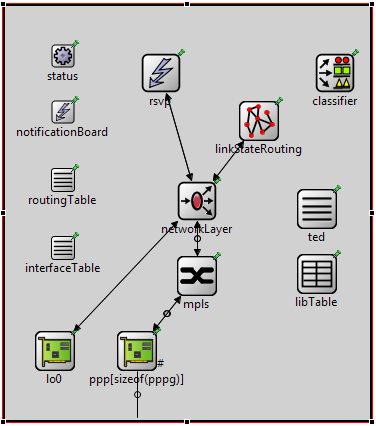 status
rsvp
classifier
notificationBoard
linkStateRouting
routingTable
networkLayer
ted
interfaceTable
mpls
libTable
lo0
#
ppp[sizeof(pppg)]